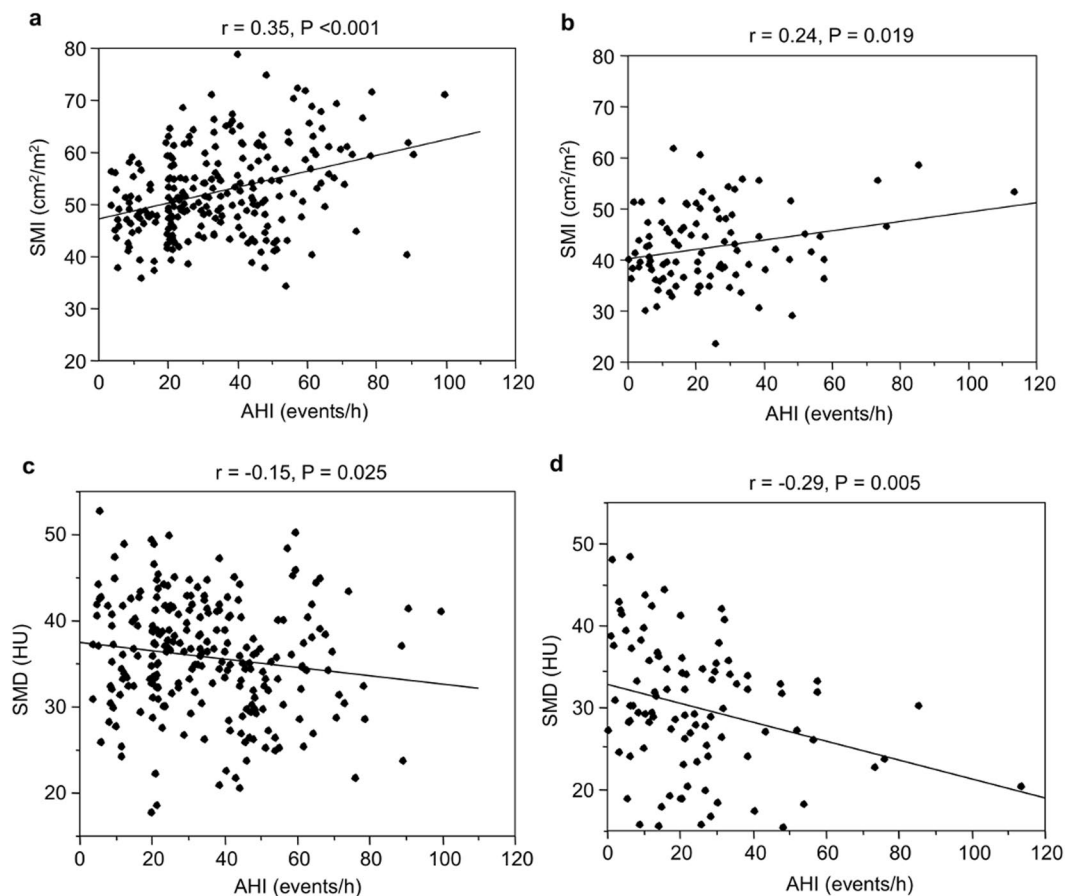 a
r = 0.35, P <0.001
80
70
60
50
40
30
20
SMI (cm²/m²)
0 20 40 60 80 100 120
AHI (events/h)
b
r = 0.24, P = 0.019
80
70
60
50
40
30
20
SMI (cm²/m²)
0 20 40 60 80 100 120
AHI (events/h)
c
r = -0.15, P = 0.025
50
40
30
20
SMD (HU)
0 20 40 60 80 100 120
AHI (events/h)
d
r = -0.29, P = 0.005
50
40
30
20
SMD (HU)
0 20 40 60 80 100 120
AHI (events/h)